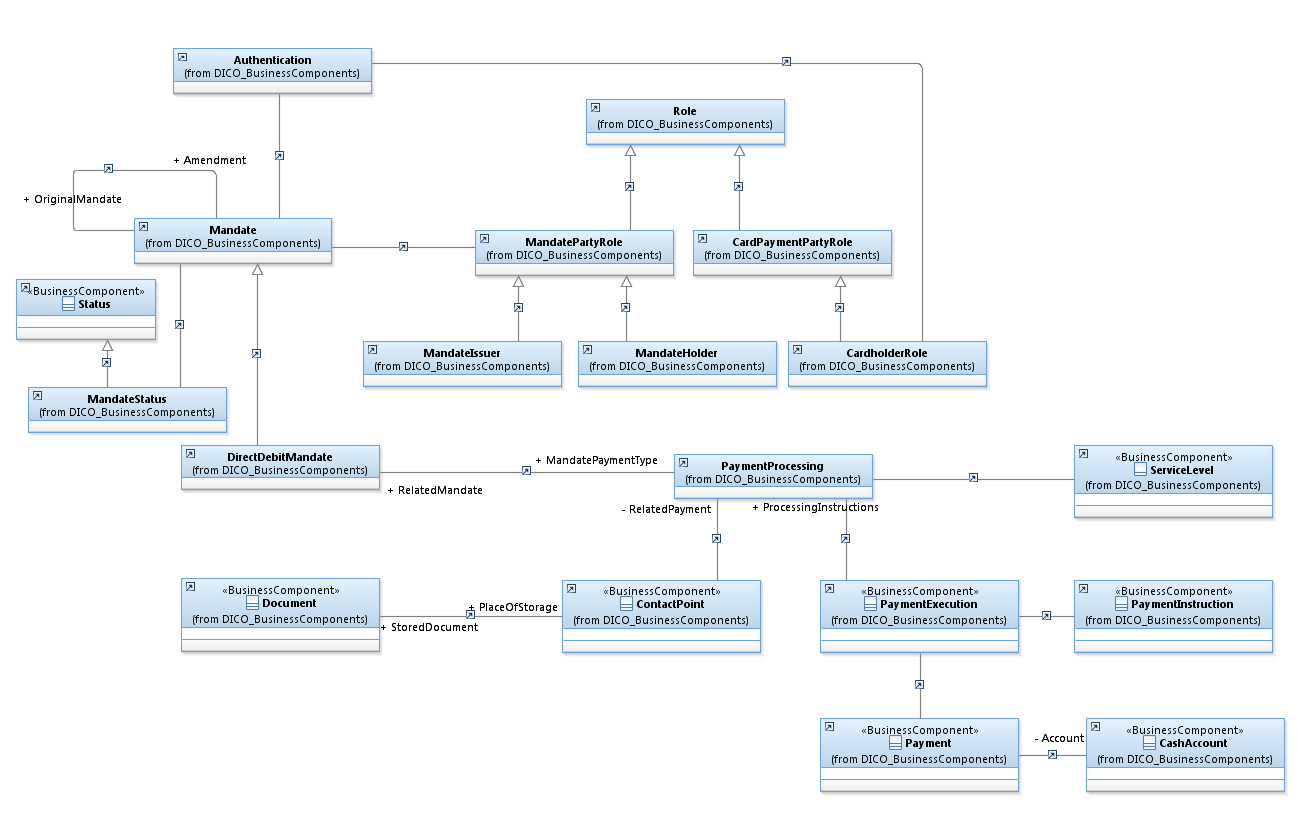 Authentication
(from DICO_BusinessComponents)
Role
(from DICO_BusinessComponents)
+ Amendment
+ OriginalMandate
Mandate
(from DICO_BusinessComponents)
MandatePartyRole
(from DICO_BusinessComponents)
CardPaymentPartyRole
(from DICO_BusinessComponents)
«BusinessComponent»
Status
MandateIssuer
(from DICO_BusinessComponents)
MandateHolder
(from DICO_BusinessComponents)
CardholderRole
(from DICO_BusinessComponents)
MandateStatus
(from DICO_BusinessComponents)
DirectDebitMandate
(from DICO_BusinessComponents)
+ MandatePaymentType
+ RelatedMandate
PaymentProcessing
(from DICO_BusinessComponents)
«BusinessComponent»
ServiceLevel
(from DICO_BusinessComponents)
- RelatedPayment
+ ProcessingInstructions
«BusinessComponent»
Document
(from DICO_BusinessComponents)
+ PlaceOfStorage
+ StoredDocument
«BusinessComponent»
ContactPoint
(from DICO_BusinessComponents)
«BusinessComponent»
PaymentExecution
(from DICO_BusinessComponents)
«BusinessComponent»
PaymentInstruction
(from DICO_BusinessComponents)
«BusinessComponent»
Payment
(from DICO_BusinessComponents)
- Account
«BusinessComponent»
CashAccount
(from DICO_BusinessComponents)